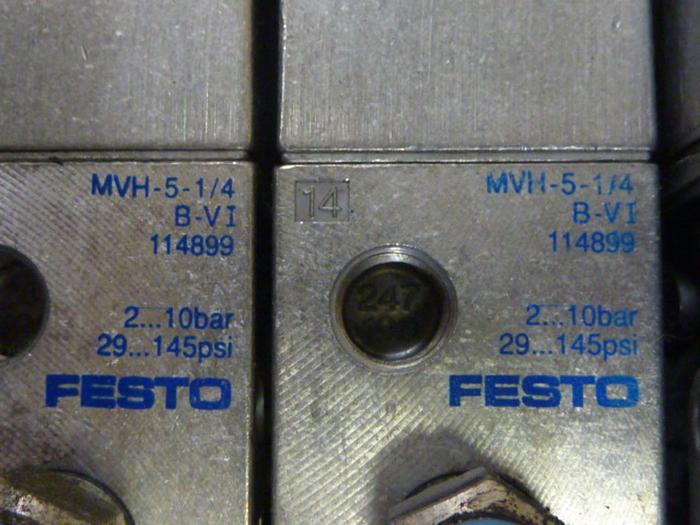 MVH-5-1/4
B-VI
114899
2...10bar
29...145psi
FESTO
14
MVH-5-1/4
B-VI
114899
247
2...10bar
29...145psi
FESTO